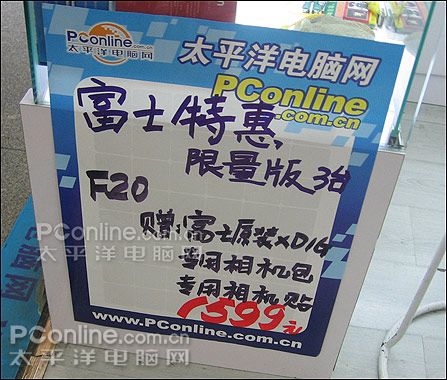 PConline.com.cn
太平洋电脑网
太平洋电脑网
PConline
.com.cn
富士特惠
限量版3台
F20
赠:富士原装XD1G
专用相机包
专用相机贴
1599元
www.PConline.com.cn
PConline.com.cn
太平洋电脑网
PConline.com.cn
太平洋电脑网